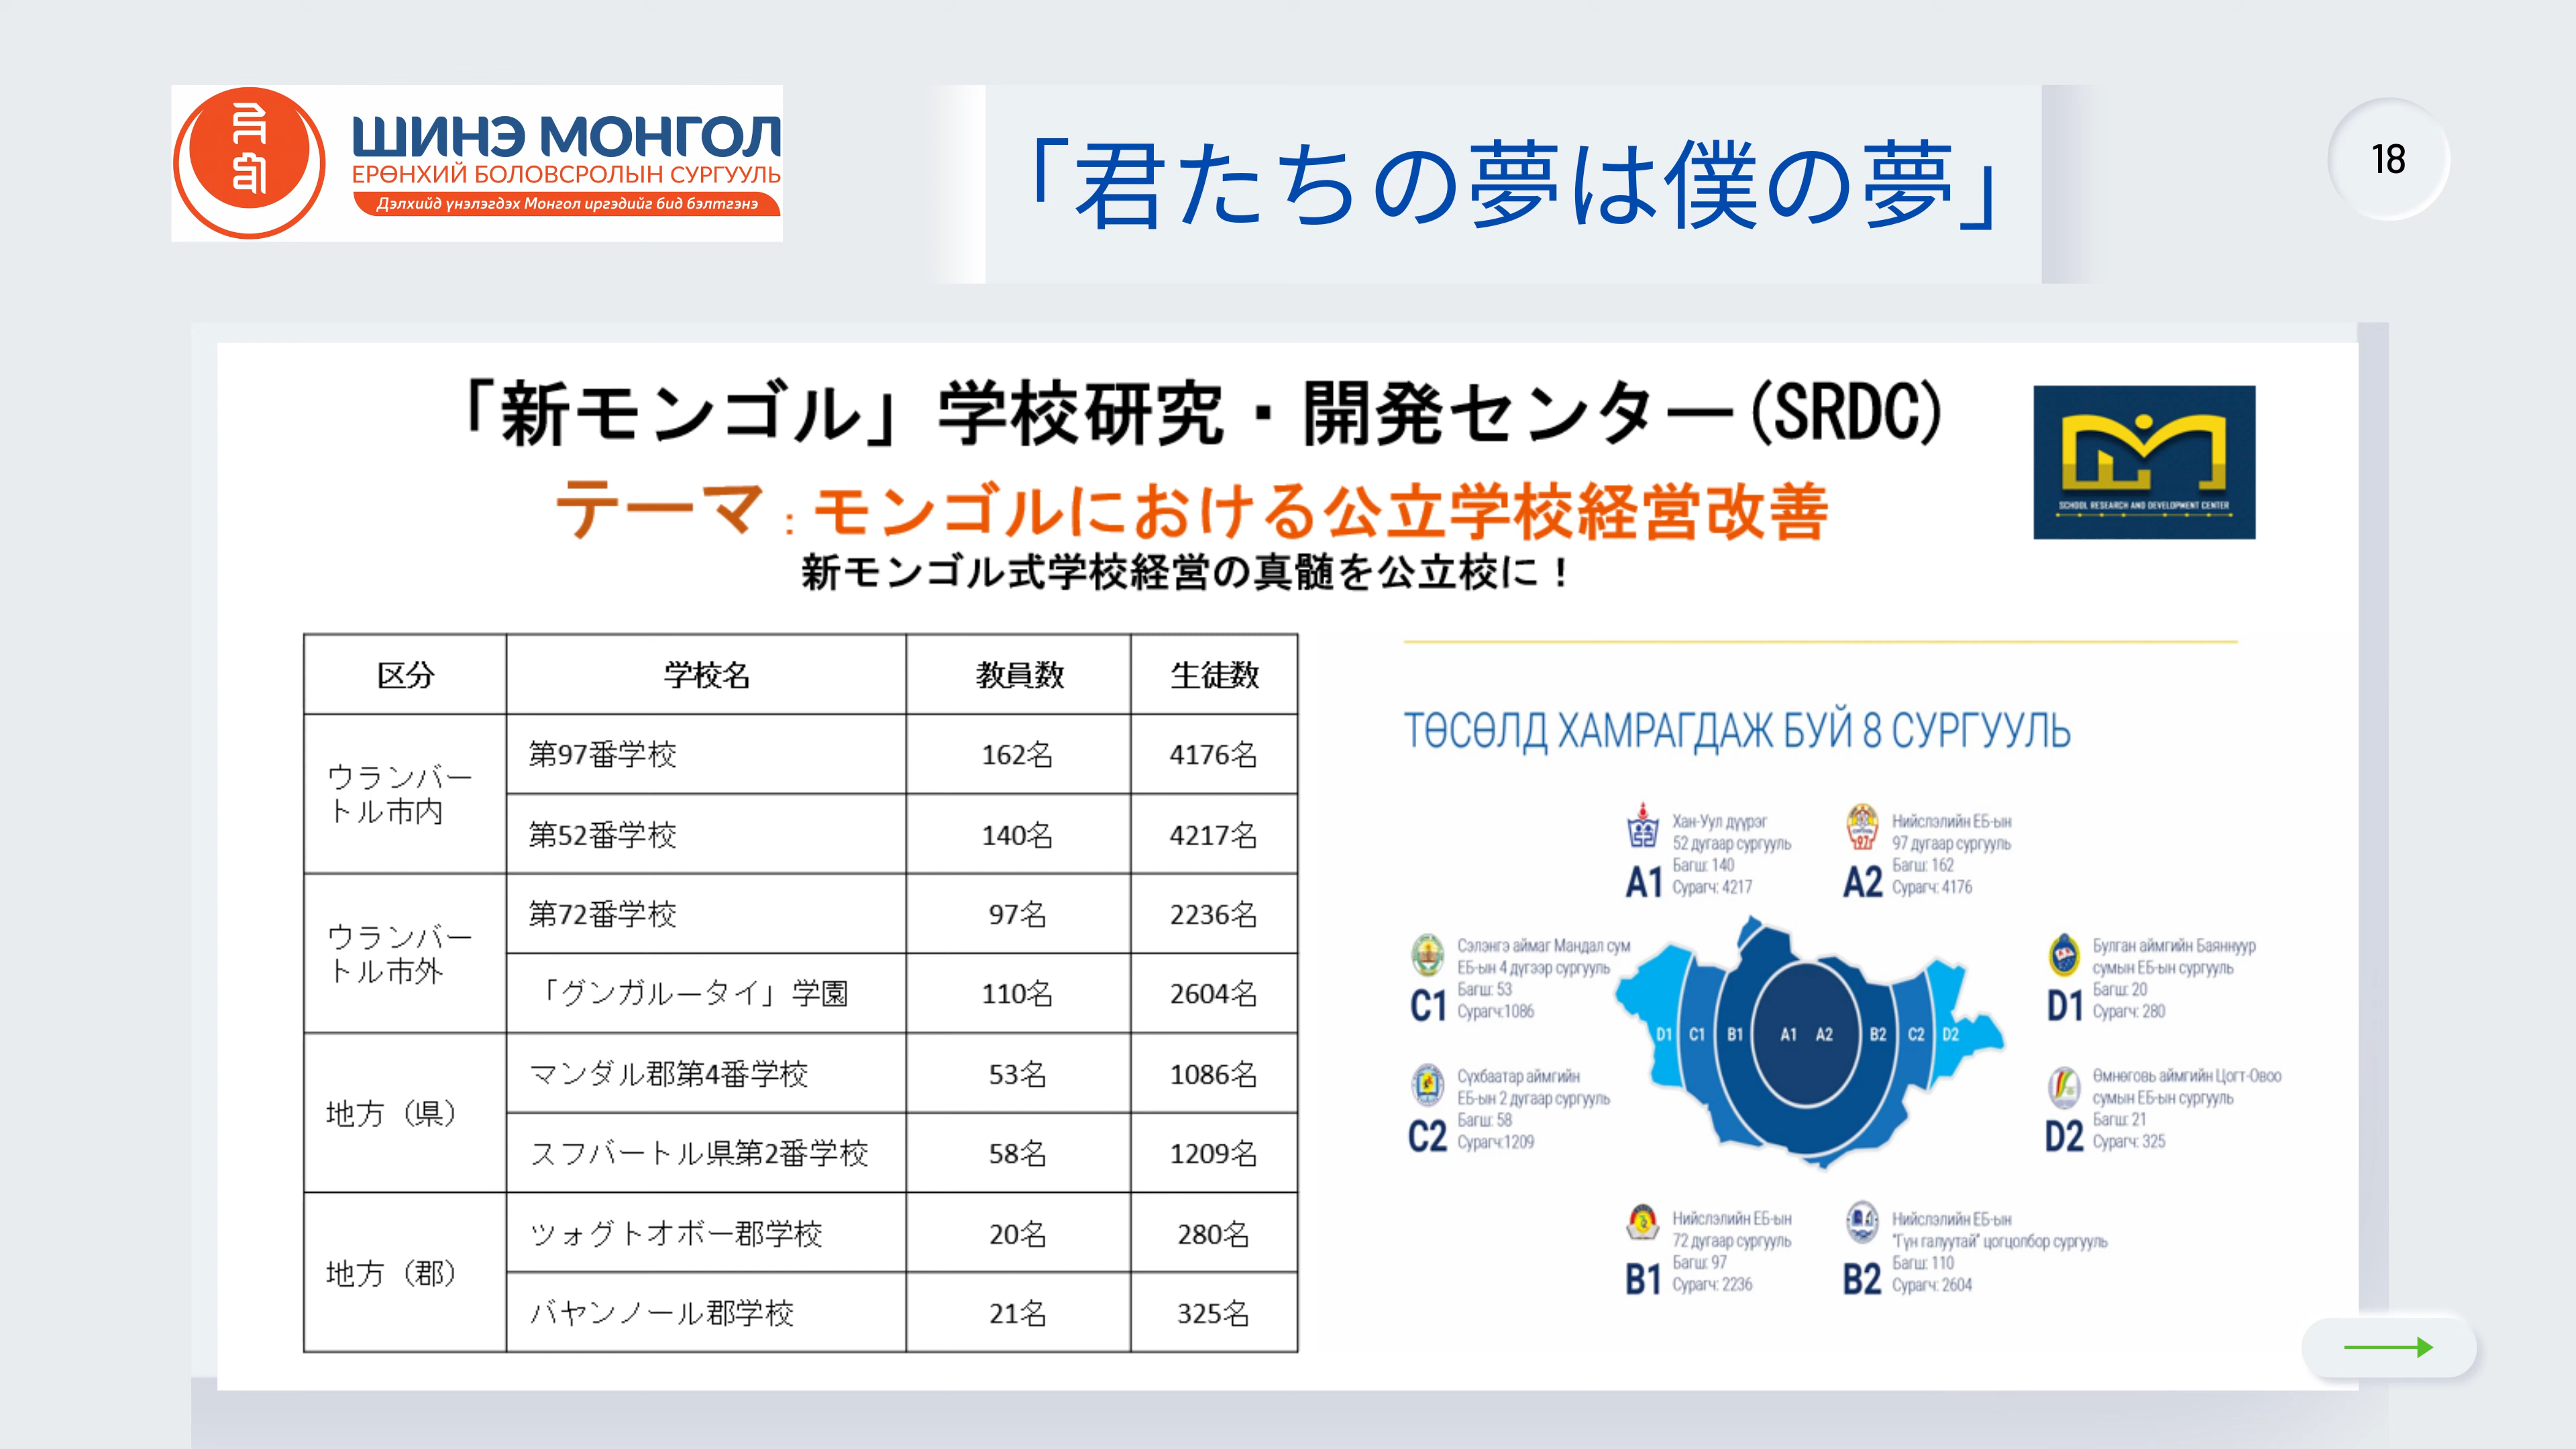 ШИНЭ МОНГОЛ
ЕРӨНХИЙ БОЛОВСРОЛЫН СУРГУУЛЬ
Дэлхийд үнэлэгдэх Монгол иргэдийг бид бэлтгэнэ
「君たちの夢は僕の夢」
18
「新モンゴル」学校研究・開発センター(SRDC)
テーマ：モンゴルにおける公立学校経営改善
新モンゴル式学校経営の真髄を公立校に！
SCHOOL RESEARCH AND DEVELOPMENT CENTER
区分 学校名 教員数 生徒数
ウランバートル市内 第97番学校 162名 4176名
第52番学校 140名 4217名
ウランバートル市外 第72番学校 97名 2236名
「グンガルータイ」学園 110名 2604名
地方（県） マンダル郡第4番学校 53名 1086名
スフバートル県第2番学校 58名 1209名
地方（郡） ツォグトオボー郡学校 20名 280名
バヤンノール郡学校 21名 325名
ТӨСӨЛД ХАМРАГДАЖ БУЙ 8 СУРГУУЛЬ
A1
Хан-Уул дүүрэг
52 дугаар сургууль
Багш: 140
Сурагч: 4217
A2
Нийслэлийн ЕБ-ын
97 дугаар сургууль
Багш: 162
Сурагч: 4176
C1
Сэлэнгэ аймаг Мандал сум
ЕБ-ын 4 дүгээр сургууль
Багш: 53
Сурагч:1086
D1
Булган аймгийн Баяннуур
сумын ЕБ-ын сургууль
Багш: 20
Сурагч: 280
D1 C1 B1 A1 A2 B2 C2 D2
C2
Сүхбаатар аймгийн
ЕБ-ын 2 дугаар сургууль
Багш: 58
Сурагч:1209
D2
Өмнөговь аймгийн Цогт-Овоо
сумын ЕБ-ын сургууль
Багш: 21
Сурагч: 325
B1
Нийслэлийн ЕБ-ын
72 дугаар сургууль
Багш: 97
Сурагч: 2236
B2
Нийслэлийн ЕБ-ын
"Гүн галуутай" цогцолбор сургууль
Багш: 110
Сурагч: 2604